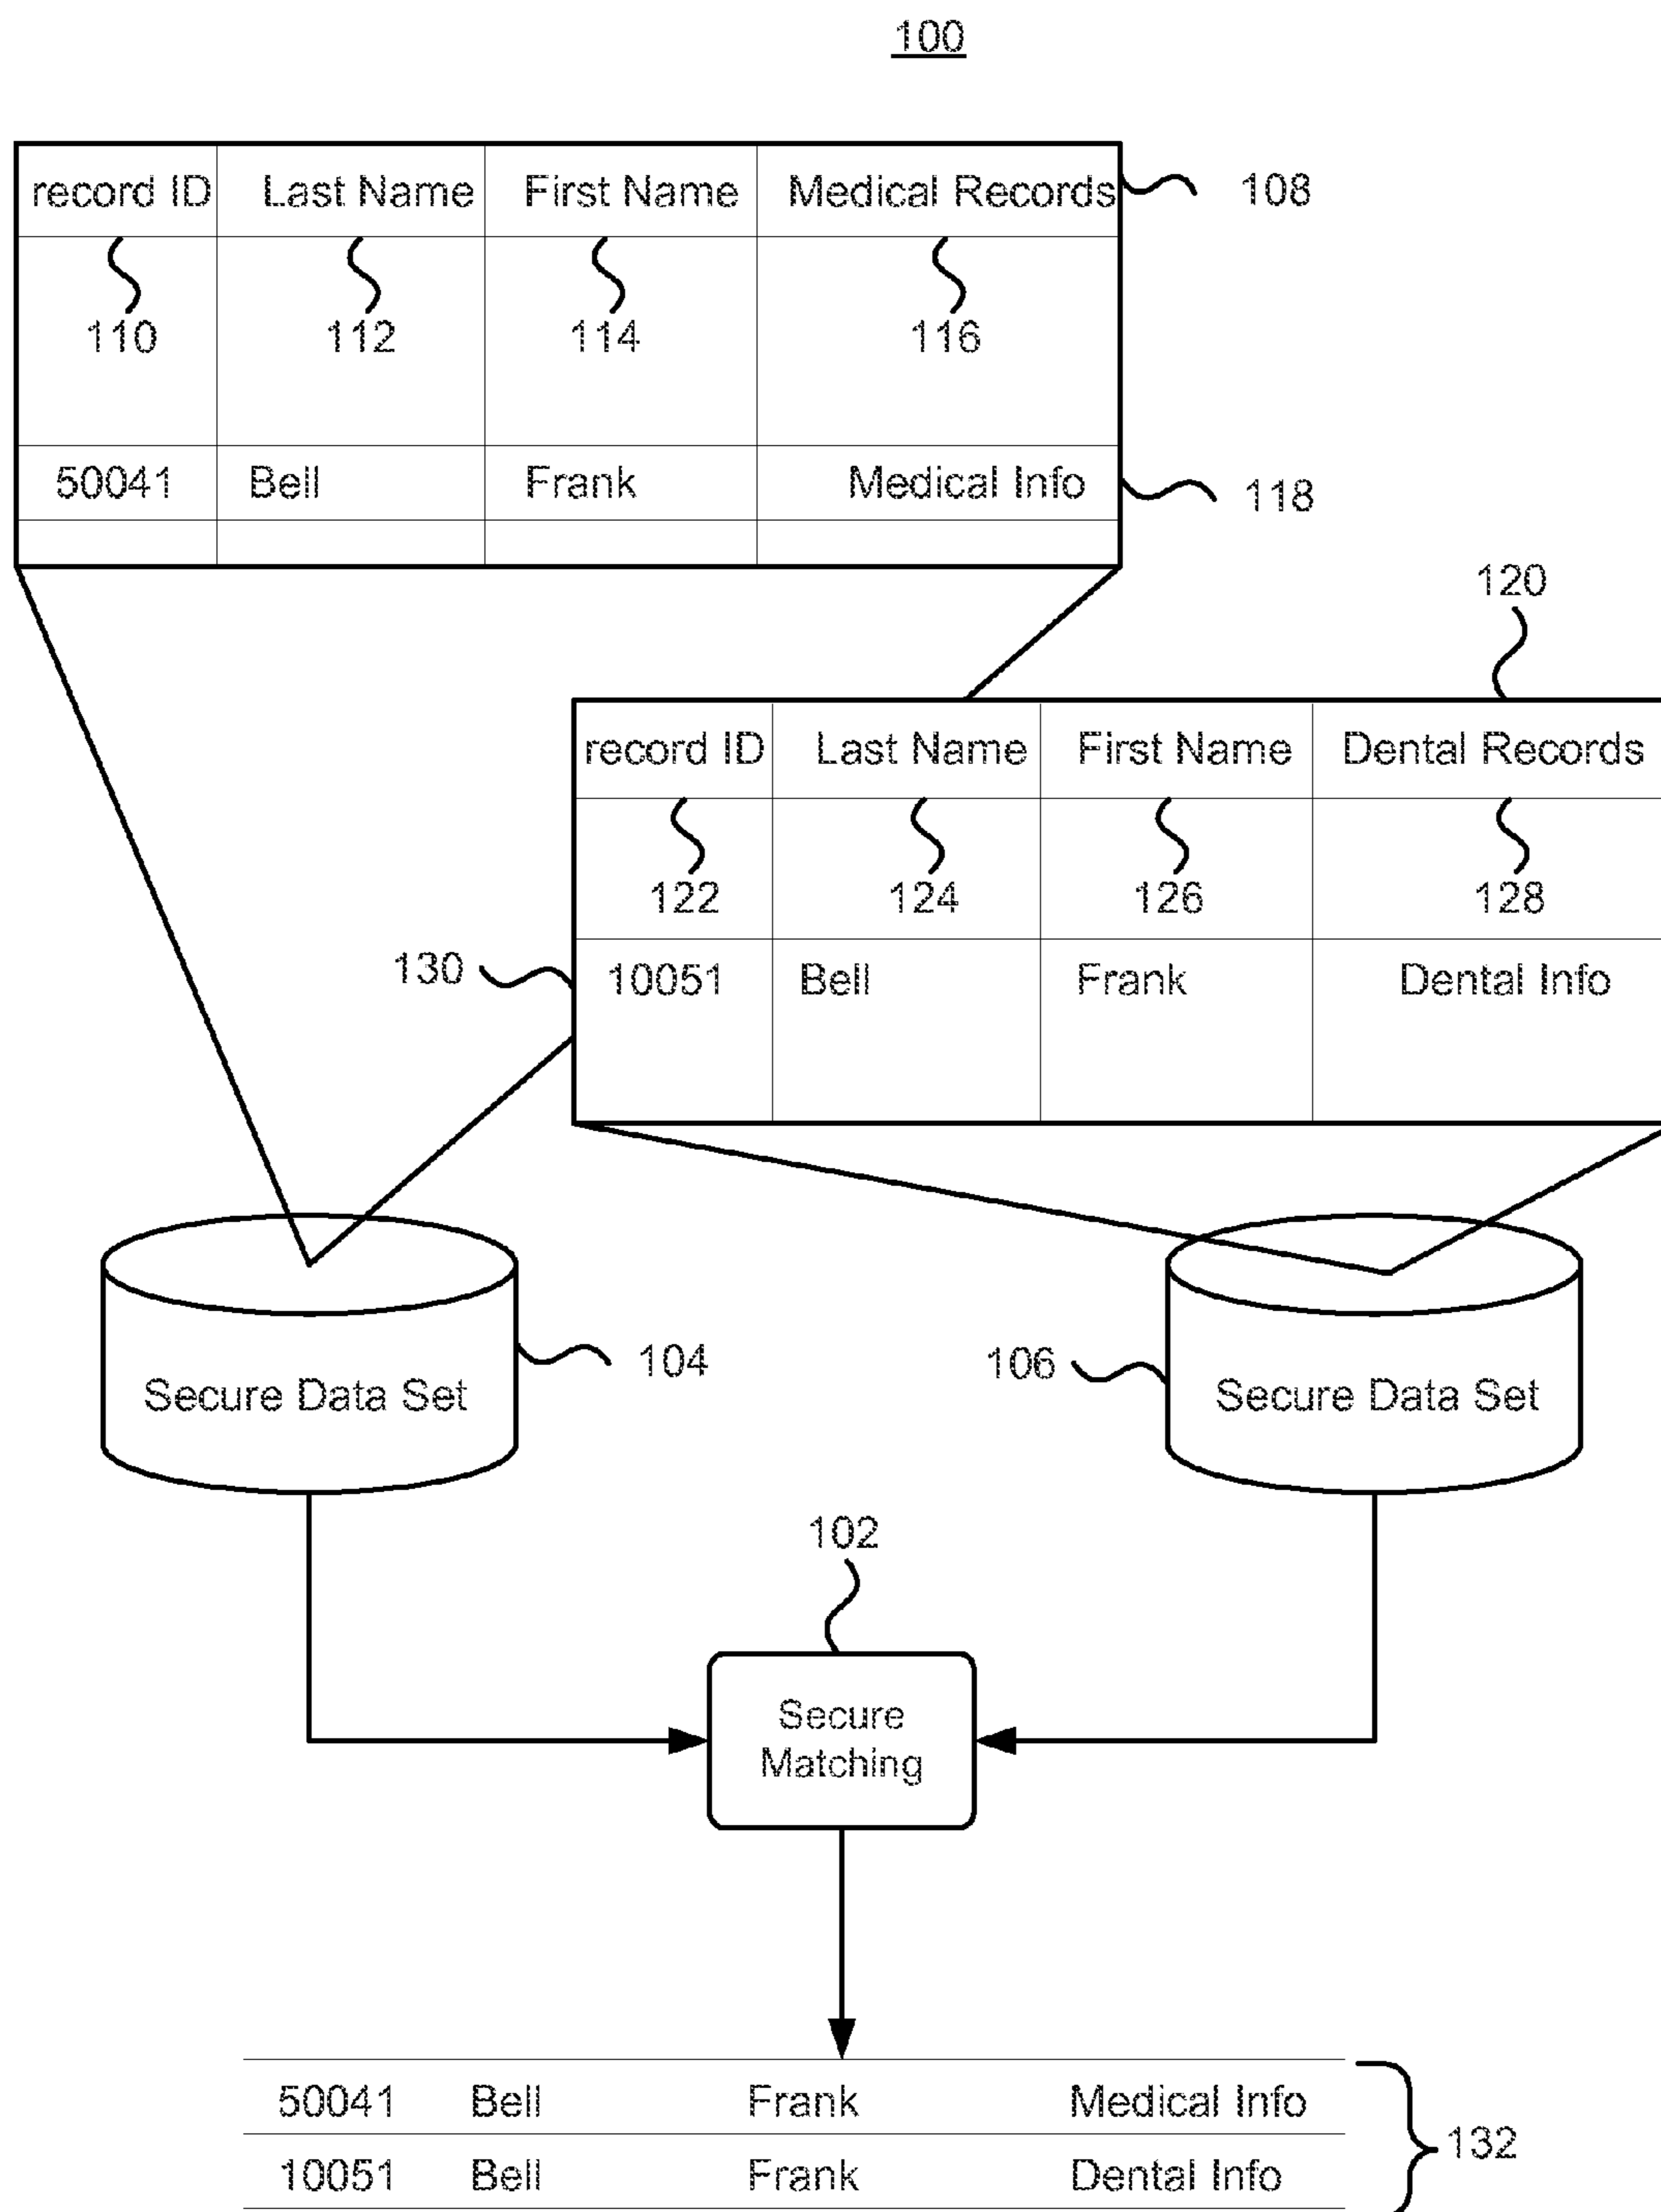 100
record ID Last Name First Name Medical Records 108
110 112 114 116
50041 Bell Frank Medical Info 118
120
record ID Last Name First Name Dental Records
122 124 126 128
130 10051 Bell Frank Dental Info
104 106
Secure Data Set Secure Data Set
102
Secure
Matching
50041 Bell Frank Medical Info
132
10051 Bell Frank Dental Info